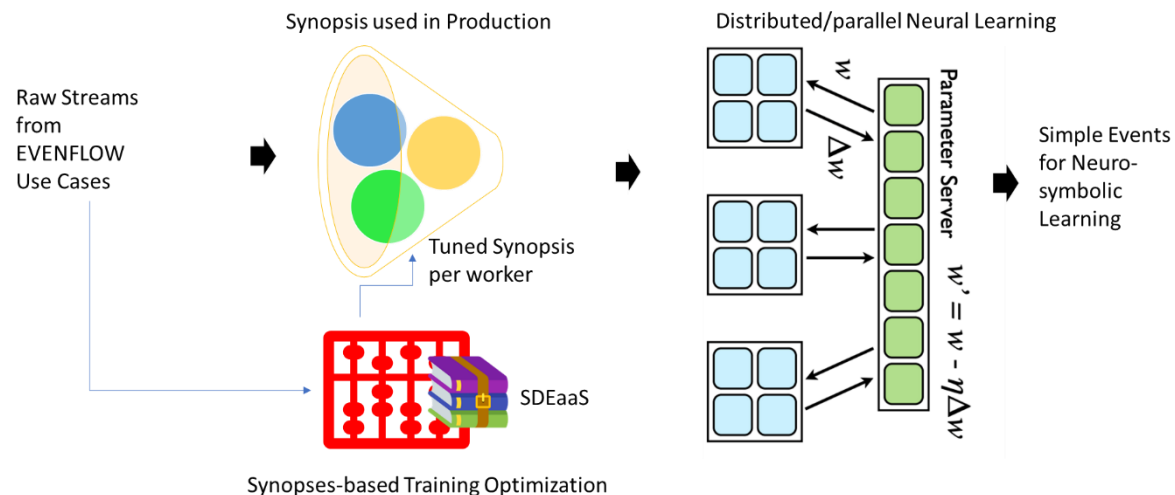 Synopsis used in Production
Distributed/parallel Neural Learning
Raw Streams
from
EVENFLOW
Use Cases
w
Δw
Parameter Server
w' = w - ηΔw
Simple Events
for Neuro-
symbolic
Learning
Tuned Synopsis
per worker
SDEaaS
Synopses-based Training Optimization